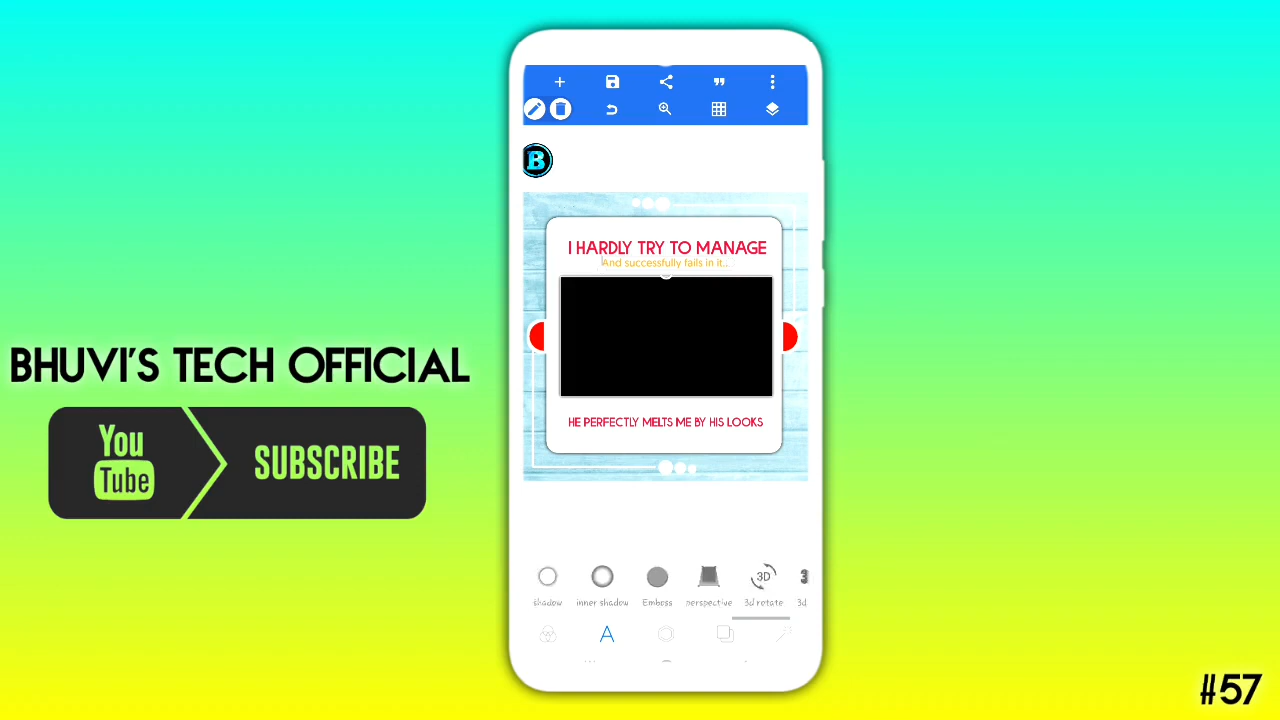 B
I HARDLY TRY TO MANAGE
And successfully fails in it..
HE PERFECTLY MELTS ME BY HIS LOOKS
BHUVI'S TECH OFFICIAL
You
Tube
SUBSCRIBE
shadow
inner shadow
Emboss
perspective
3D
3d rotate
3d
A
#57